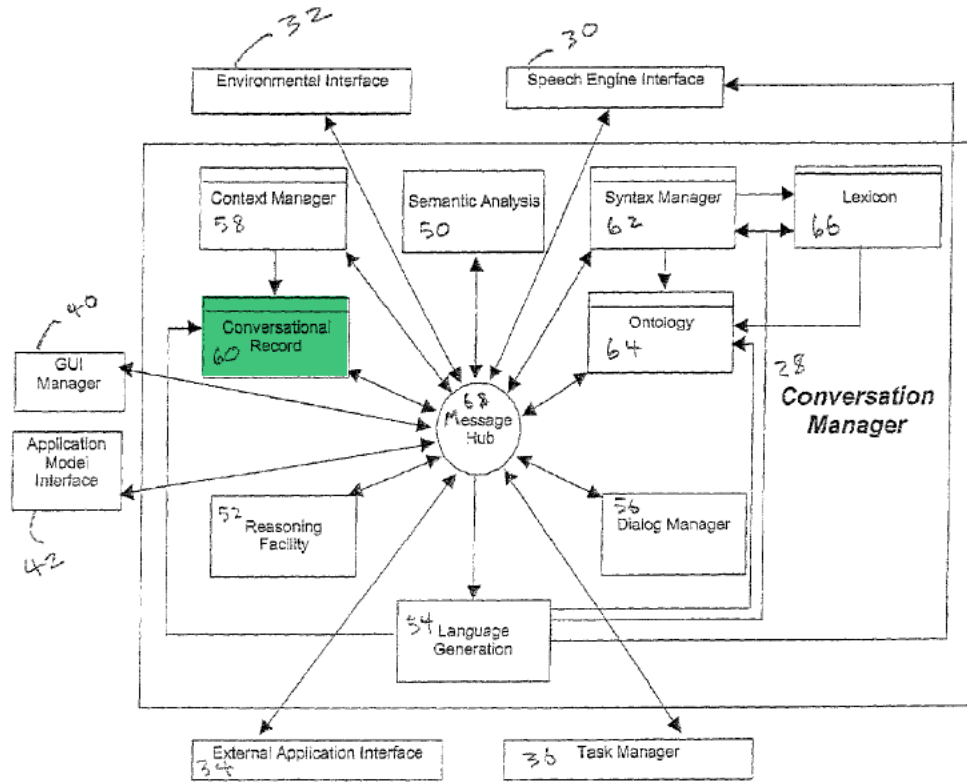 32
30
Environmental Interface
Speech Engine Interface
Context Manager
58
Semantic Analysis
50
Syntax Manager
62
Lexicon
66
Conversational
Record
60
Ontology
64
40
GUI
Manager
28
Conversation
Manager
68
Message
Hub
Application
Model
Interface
42
52
Reasoning
Facility
56
Dialog Manager
54
Language
Generation
External Application Interface
34
36
Task Manager